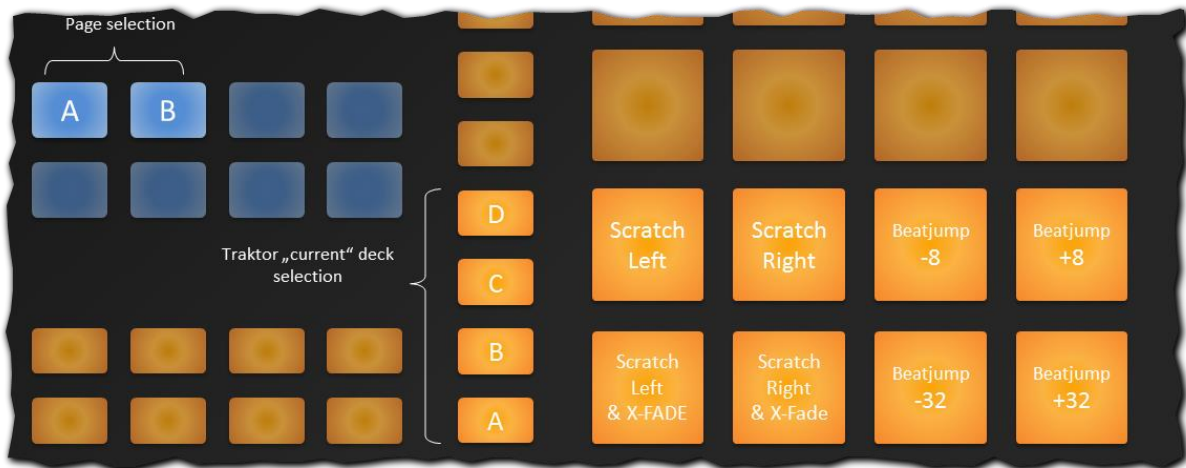 Page selection
A
B
Traktor „current“ deck
selection
D
C
B
A
Scratch
Left
Scratch
Right
Beatjump
-8
Beatjump
+8
Scratch
Left
& X-FADE
Scratch
Right
& X-Fade
Beatjump
-32
Beatjump
+32